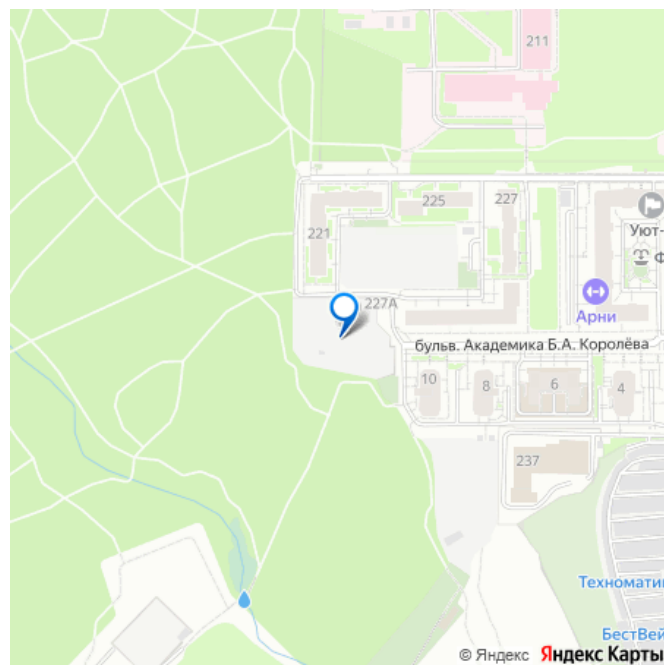 211
225
227
221
Уют-
Ф
227А
Арни
бульв. Академика Б.А. Королёва
10
8
6
4
237
Техномати
БестВей
© Яндекс Яндекс Карты